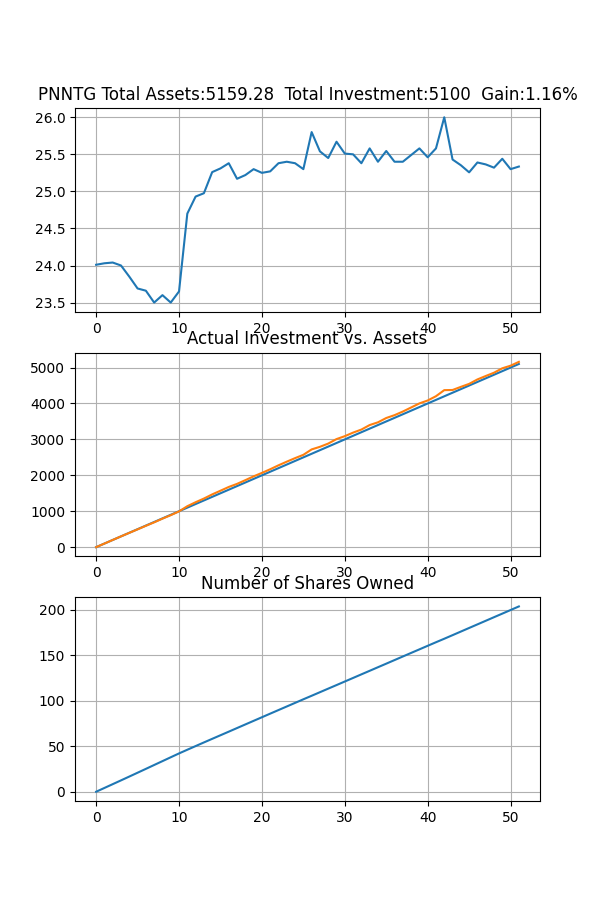 PNNTG Total Assets:5159.28  Total Investment:5100  Gain:1.16%
26.0
25.5
25.0
24.5
24.0
23.5
0 10 20 30 40 50
Actual Investment vs. Assets
5000
4000
3000
2000
1000
0
0 10 20 30 40 50
Number of Shares Owned
200
150
100
50
0
0 10 20 30 40 50